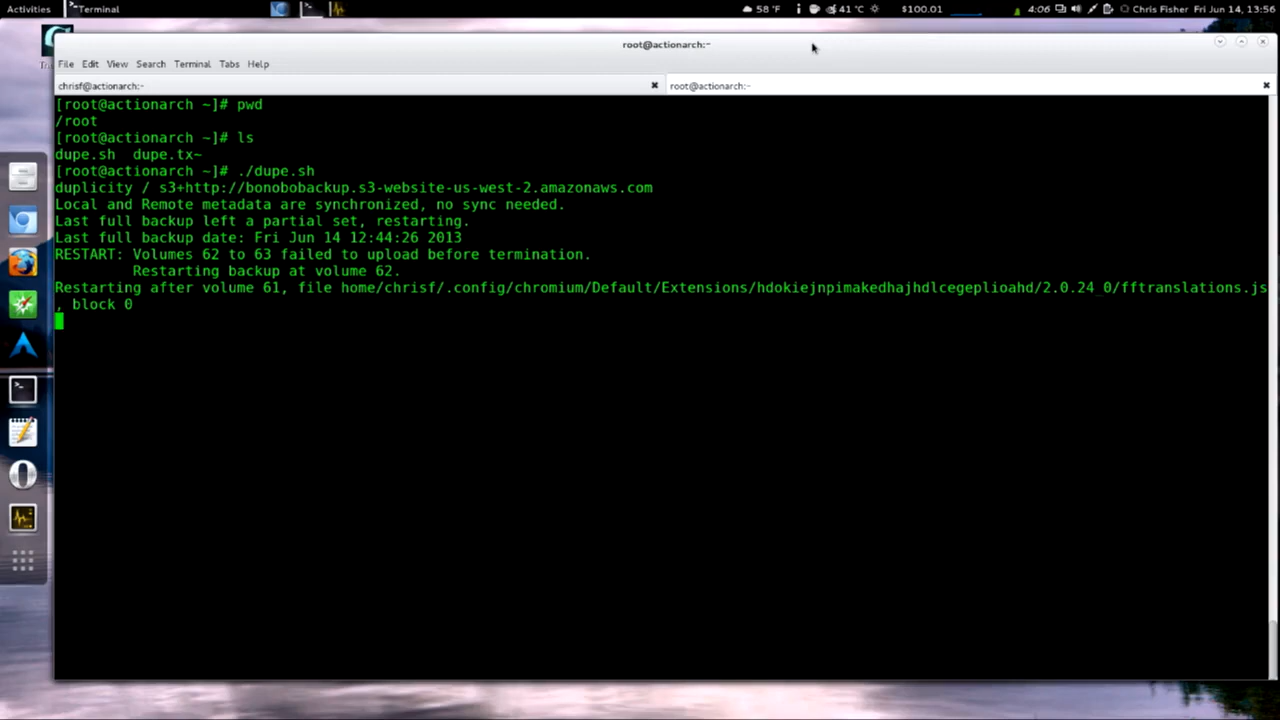 Activities Terminal 58 °F 41 °C $100.01 4:06 Chris Fisher Fri Jun 14, 13:56
root@actionarch:~
File Edit View Search Terminal Tabs Help
chrisf@actionarch:~ root@actionarch:~
[root@actionarch ~]# pwd
/root
[root@actionarch ~]# ls
dupe.sh  dupe.tx~
[root@actionarch ~]# ./dupe.sh
duplicity / s3+http://bonobobackup.s3-website-us-west-2.amazonaws.com
Local and Remote metadata are synchronized, no sync needed.
Last full backup left a partial set, restarting.
Last full backup date: Fri Jun 14 12:44:26 2013
RESTART: Volumes 62 to 63 failed to upload before termination.
         Restarting backup at volume 62.
Restarting after volume 61, file home/chrisf/.config/chromium/Default/Extensions/hdokiejnpimakedhajhdlcegeplioahd/2.0.24_0/fftranslations.js
, block 0